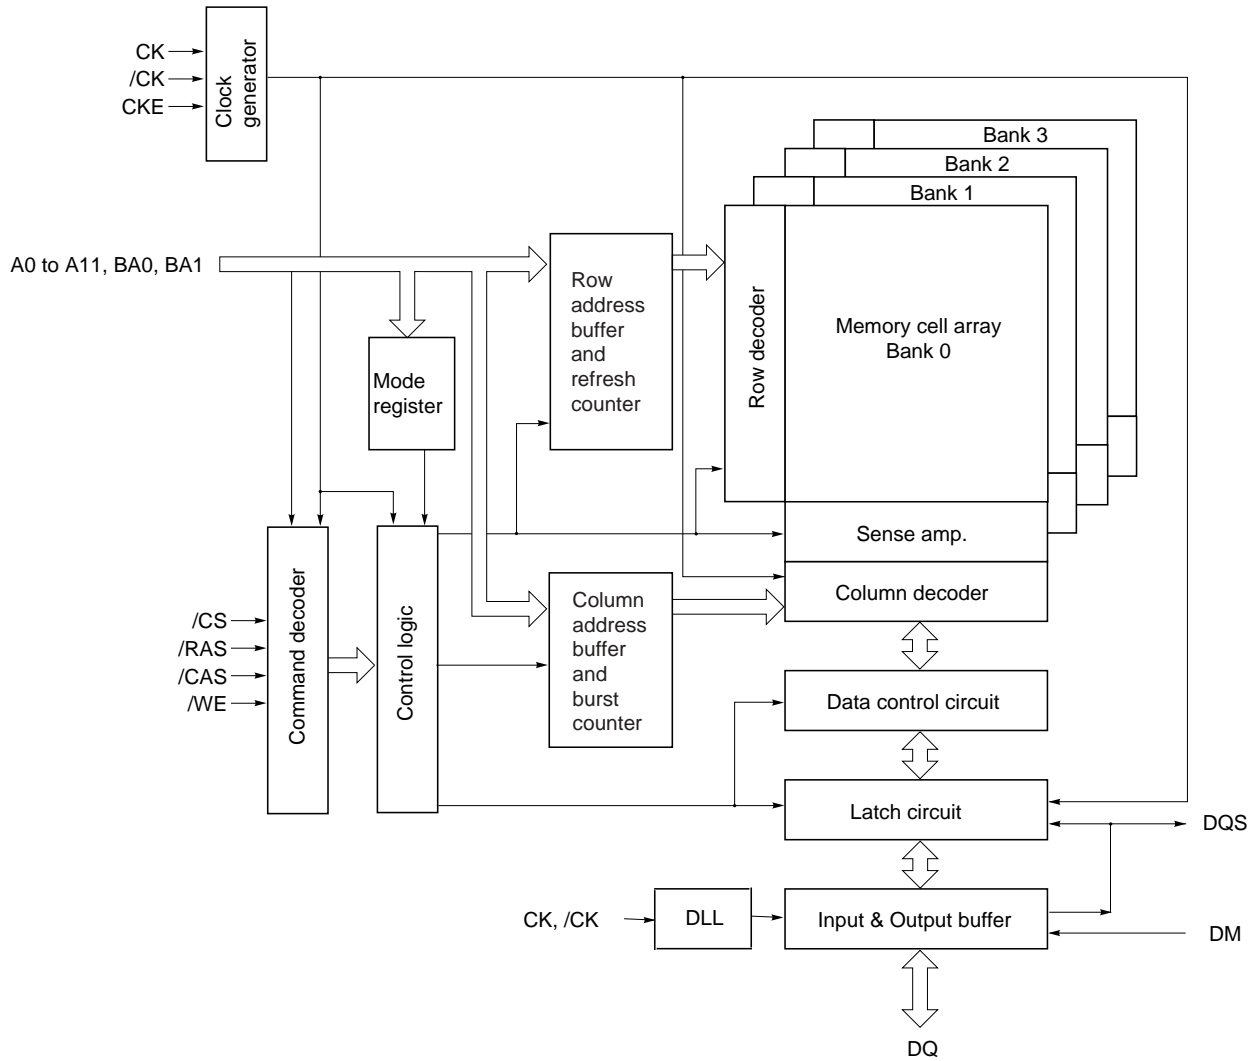 CK
/CK
CKE
Clock
generator
Bank 3
Bank 2
Bank 1
A0 to A11, BA0, BA1
Row
address
buffer
and
refresh
counter
Row decoder
Memory cell array
Bank 0
Mode
register
Sense amp.
Column decoder
/CS
/RAS
/CAS
/WE
Command decoder
Control logic
Column
address
buffer
and
burst
counter
Data control circuit
Latch circuit
DQS
CK, /CK
DLL
Input & Output buffer
DM
DQ